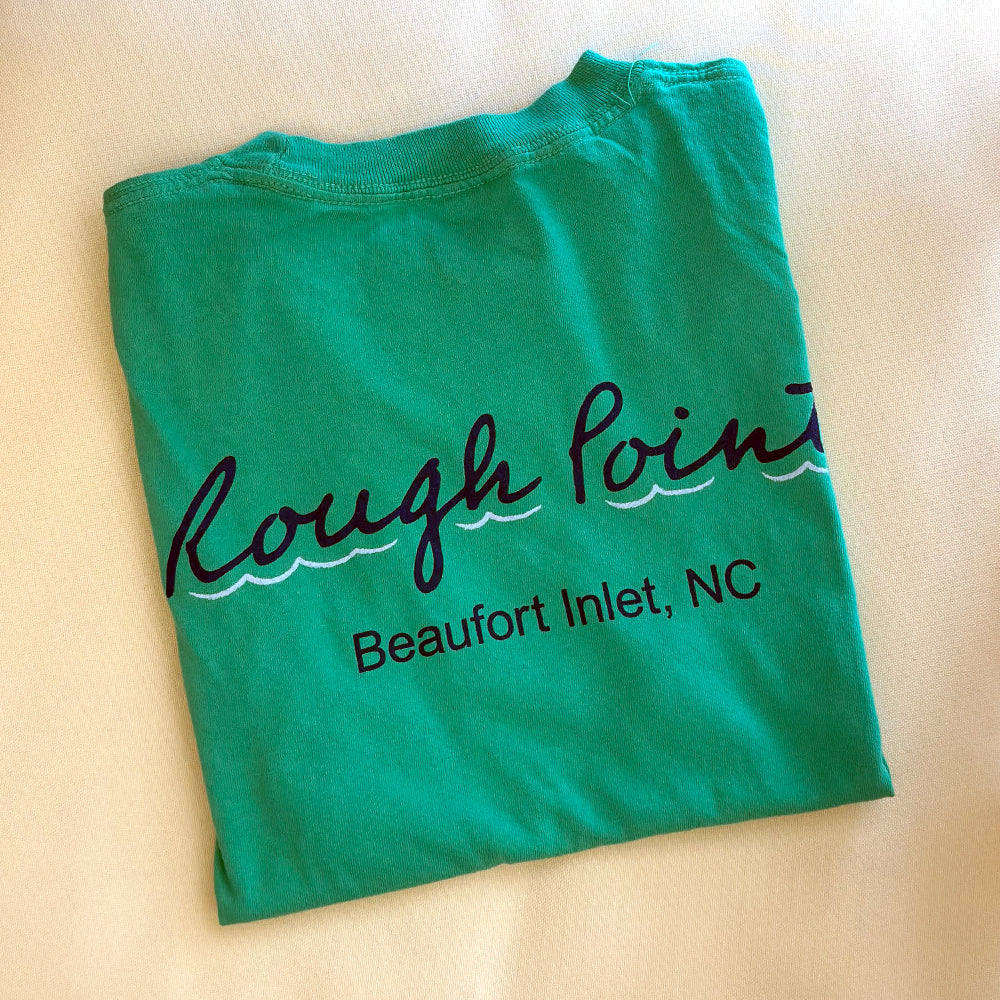 Rough Point
Beaufort Inlet, NC